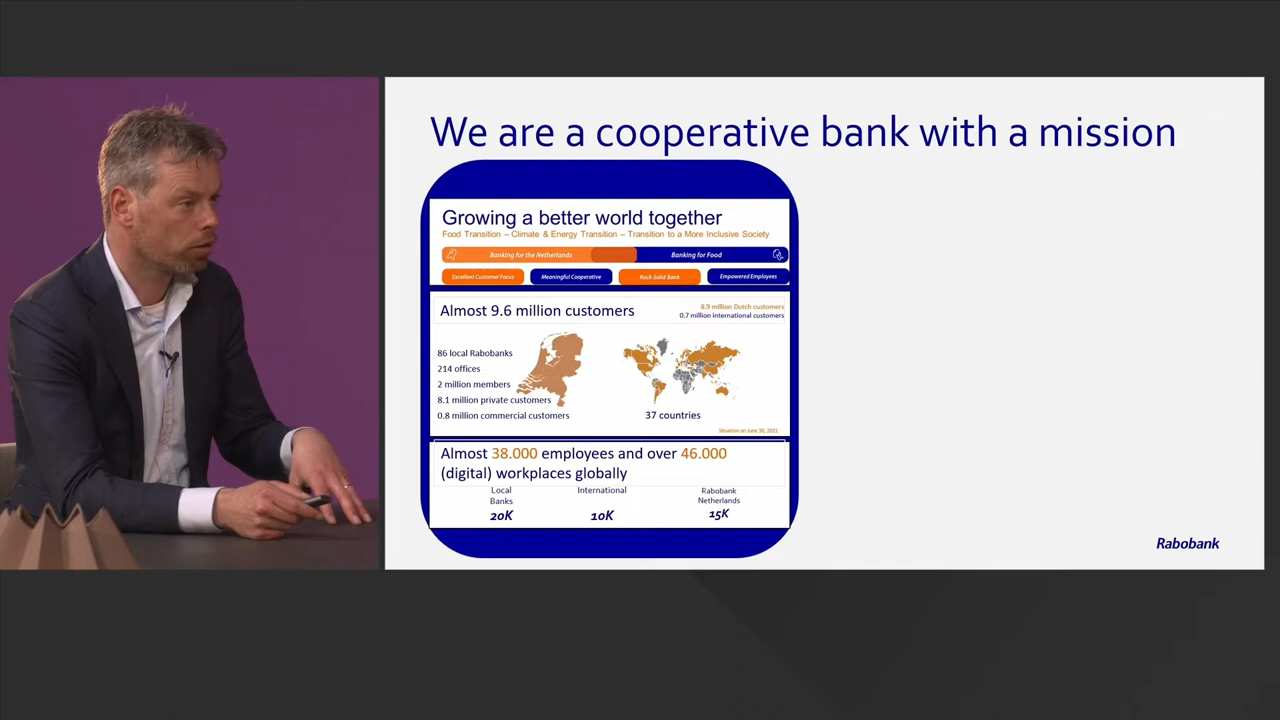 We are a cooperative bank with a mission
Growing a better world together
Food Transition – Climate & Energy Transition – Transition to a More Inclusive Society
Banking for the Netherlands
Banking for Food
Excellent Customer Focus
Meaningful Cooperative
Rock-Solid Bank
Empowered Employees
Almost 9.6 million customers
8.9 million Dutch customers
0.7 million international customers
86 local Rabobanks
214 offices
2 million members
8.1 million private customers
0.8 million commercial customers
37 countries
Situation on June 30, 2021
Almost 38.000 employees and over 46.000
(digital) workplaces globally
Local
Banks
20K
International
10K
Rabobank
Netherlands
15K
Rabobank